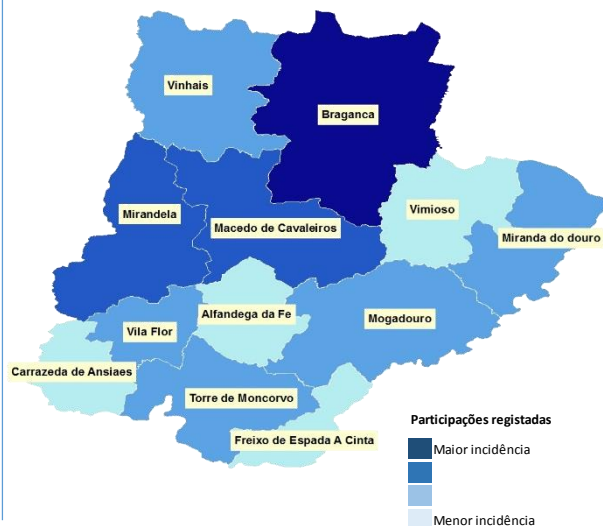 Vinhais
Braganca
Mirandela
Macedo de Cavaleiros
Vimioso
Miranda do douro
Alfandega da Fe
Mogadouro
Vila Flor
Carrazeda de Ansiaes
Torre de Moncorvo
Freixo de Espada A Cinta
Participações registadas
Maior incidência
Menor incidência